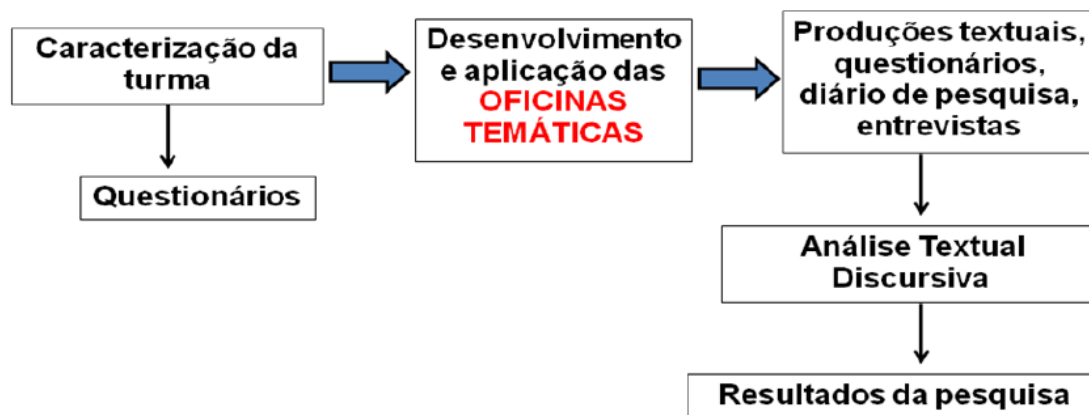 Caracterização da
turma
Questionários
Desenvolvimento
e aplicação das
OFICINAS
TEMÁTICAS
Produções textuais,
questionários,
diário de pesquisa,
entrevistas
Análise Textual
Discursiva
Resultados da pesquisa